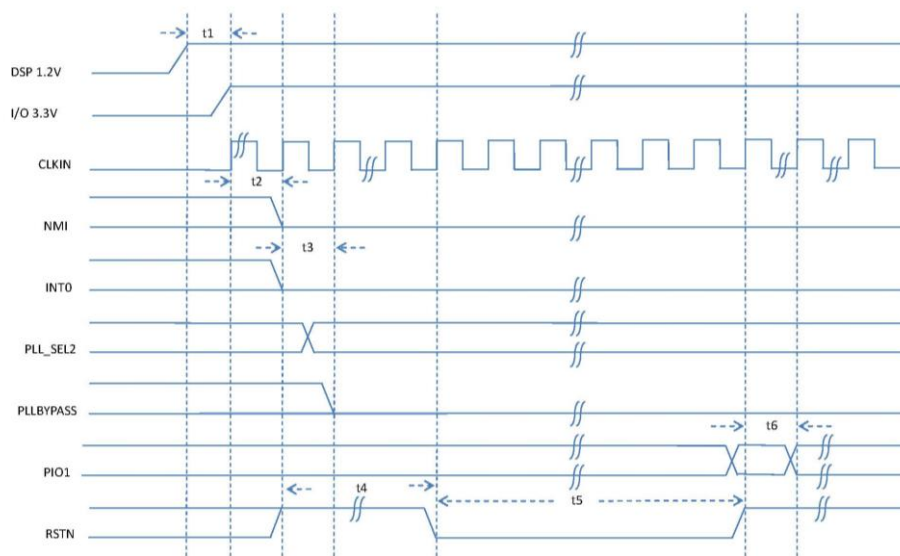 t1
DSP 1.2V
I/O 3.3V
CLKIN
t2
NMI
t3
INT0
PLL_SEL2
PLLBYPASS
t6
PIO1
t4
t5
RSTN